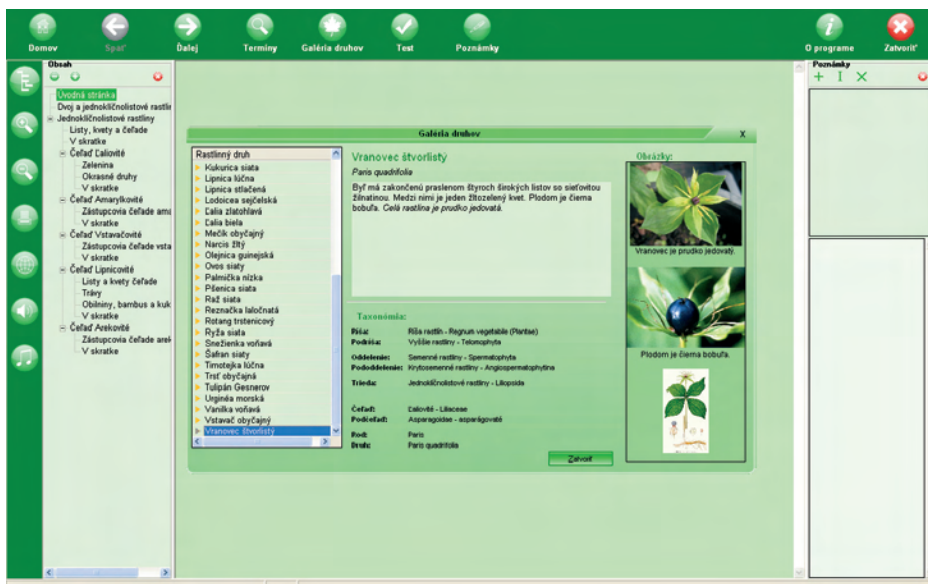 Domov
Späť
Ďalej
Termíny
Galéria druhov
Test
Poznámky
O programe
Zatvoriť
Obsah
Úvodná stránka
Dvoj a jednoklíčnolistové rastlin
Jednoklíčnolistové rastliny
Listy, kvety a čeľade
V skratke
Čeľaď Ľaliovité
Zelenina
Okrasné druhy
V skratke
Čeľaď Amarylkovité
Zástupcovia čeľade ama
V skratke
Čeľaď Vstavačovité
Zástupcovia čeľade vsta
V skratke
Čeľaď Lipnicovité
Listy a kvety čeľade
Trávy
Obilniny, bambus a kuk
V skratke
Čeľaď Arekovité
Zástupcovia čeľade arek
V skratke
Galéria druhov
X
Rastlinný druh
Kukurica siata
Lipnica lúčna
Lipnica stlačená
Lodoicea sejčelská
Ľalia zlatohlavá
Ľalia biela
Mečík obyčajný
Narcis žltý
Olejnica guinejská
Ovos siaty
Palmička nízka
Pšenica siata
Raž siata
Reznačka laločnatá
Rotang trstenicový
Ryža siata
Snežienka voňavá
Šafran siaty
Timotejka lúčna
Trsť obyčajná
Tulipán Gesnerov
Urginéa morská
Vanilka voňavá
Vstavač obyčajný
Vranovec štvorlistý
Vranovec štvorlistý
Paris quadrifolia
Byľ má zakončenú praslenom štyroch širokých listov so sieťovitou
žilnatinou. Medzi nimi je jeden žltozelený kvet. Plodom je čierna
bobuľa. Celá rastlina je prudko jedovatá.
Taxonómia:
Ríša: Ríša rastlín - Regnum vegetabile (Plantae)
Podríša: Vyššie rastliny - Telomophyta
Oddelenie: Semenné rastliny - Spermatophyta
Pododdelenie: Krytosemenné rastliny - Angiospermatophytina
Trieda: Jednoklíčnolistové rastliny - Liliopsida
Čeľaď: Ľaliovité - Liliaceae
Podčeľaď: Asparagoidae - asparágovaté
Rod: Paris
Druh: Paris quadrifolia
Zatvoriť
Obrázky:
Vranovec je prudko jedovatý.
Plodom je čierna bobuľa.
Poznámky